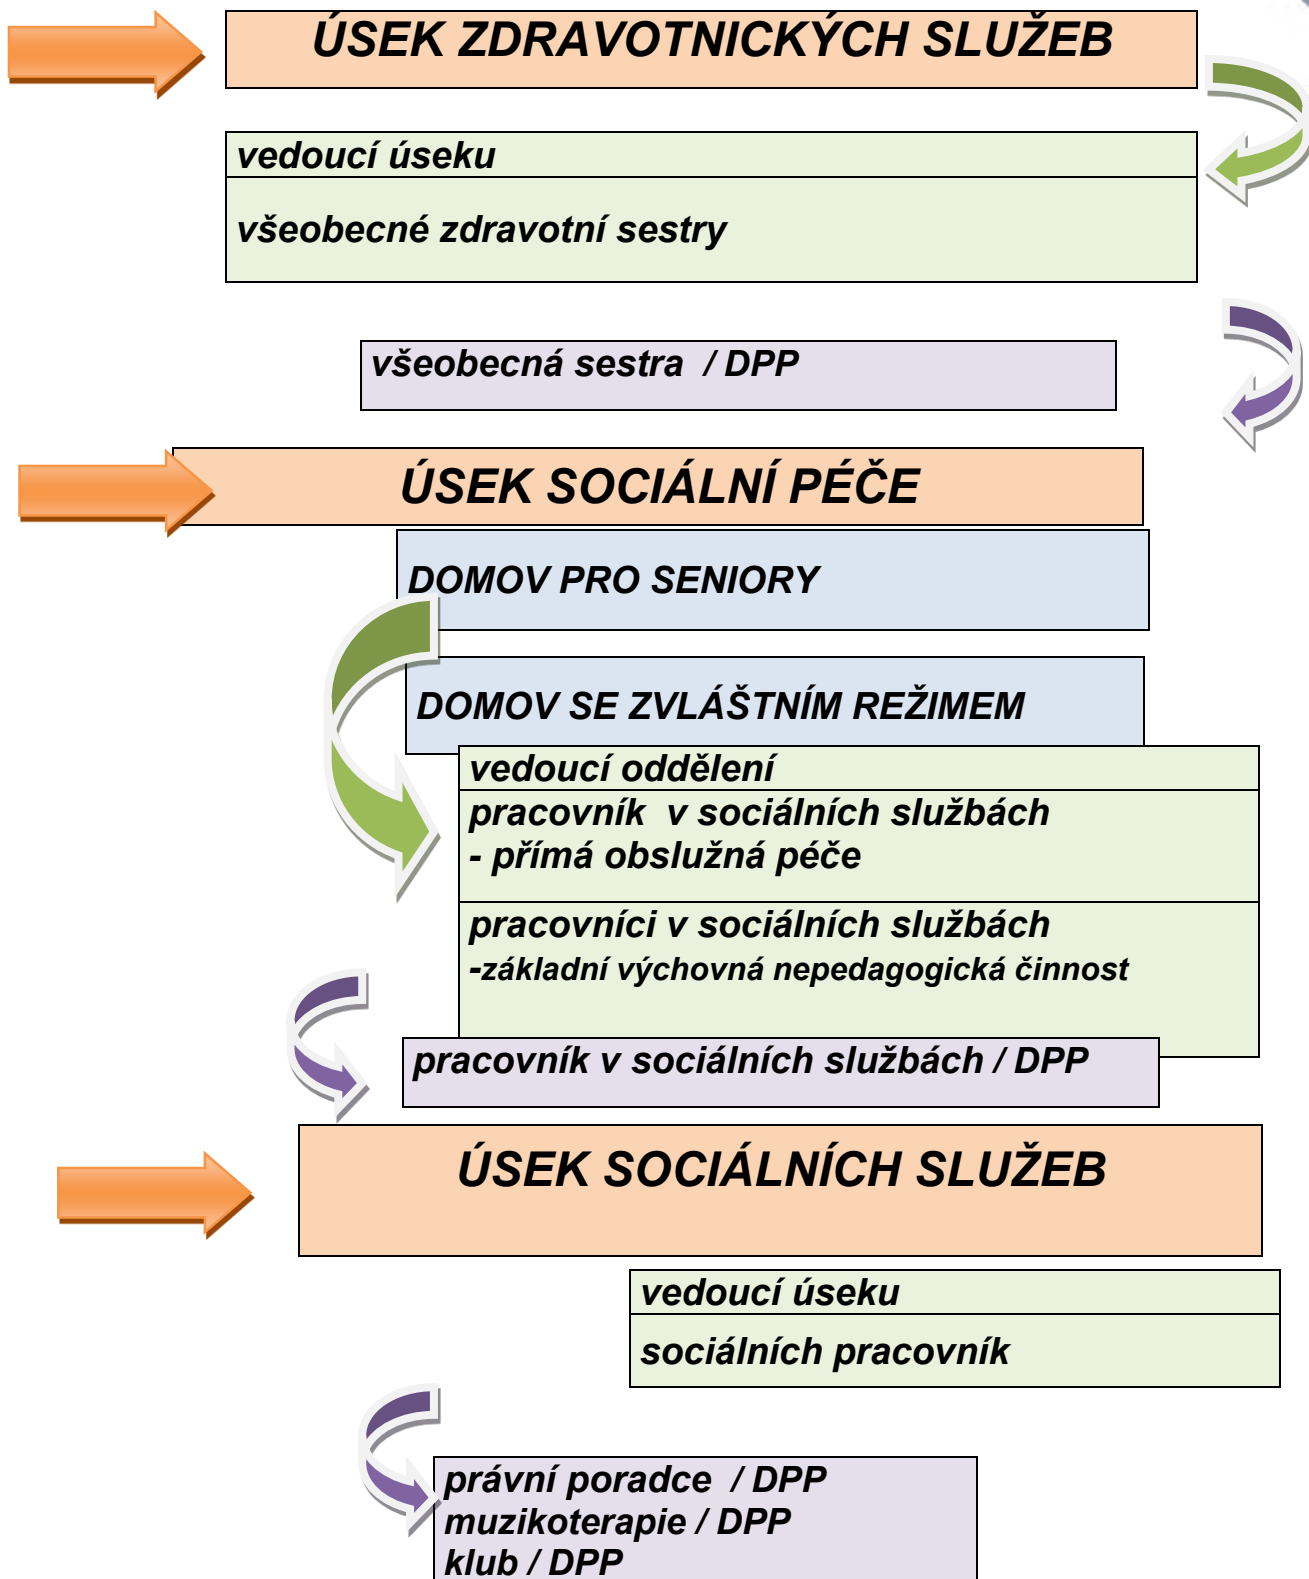 ÚSEK ZDRAVOTNICKÝCH SLUŽEB
vedoucí úseku
všeobecné zdravotní sestry
všeobecná sestra / DPP
ÚSEK SOCIÁLNÍ PÉČE
DOMOV PRO SENIORY
DOMOV SE ZVLÁŠTNÍM REŽIMEM
vedoucí oddělení
pracovník v sociálních službách
- přímá obslužná péče
pracovníci v sociálních službách
-základní výchovná nepedagogická činnost
pracovník v sociálních službách / DPP
ÚSEK SOCIÁLNÍCH SLUŽEB
vedoucí úseku
sociálních pracovník
právní poradce / DPP
muzikoterapie / DPP
klub / DPP